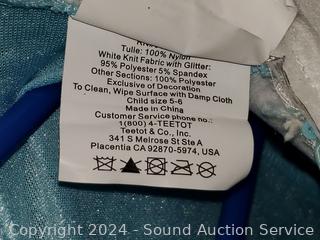 Tulle: 100% Nylon
White Knit Fabric with Glitter:
95% Polyester 5% Spandex
Other Sections: 100% Polyester
Exclusive of Decoration
To Clean, Wipe Surface with Damp Cloth
Child size 5-6
Made in China
Customer Service phone no.:
1(800) 4-TEETOT
Teetot & Co., Inc.
341 S Melrose St Ste A
Placentia CA 92870-5974, USA
Copyright 2024 - Sound Auction Service